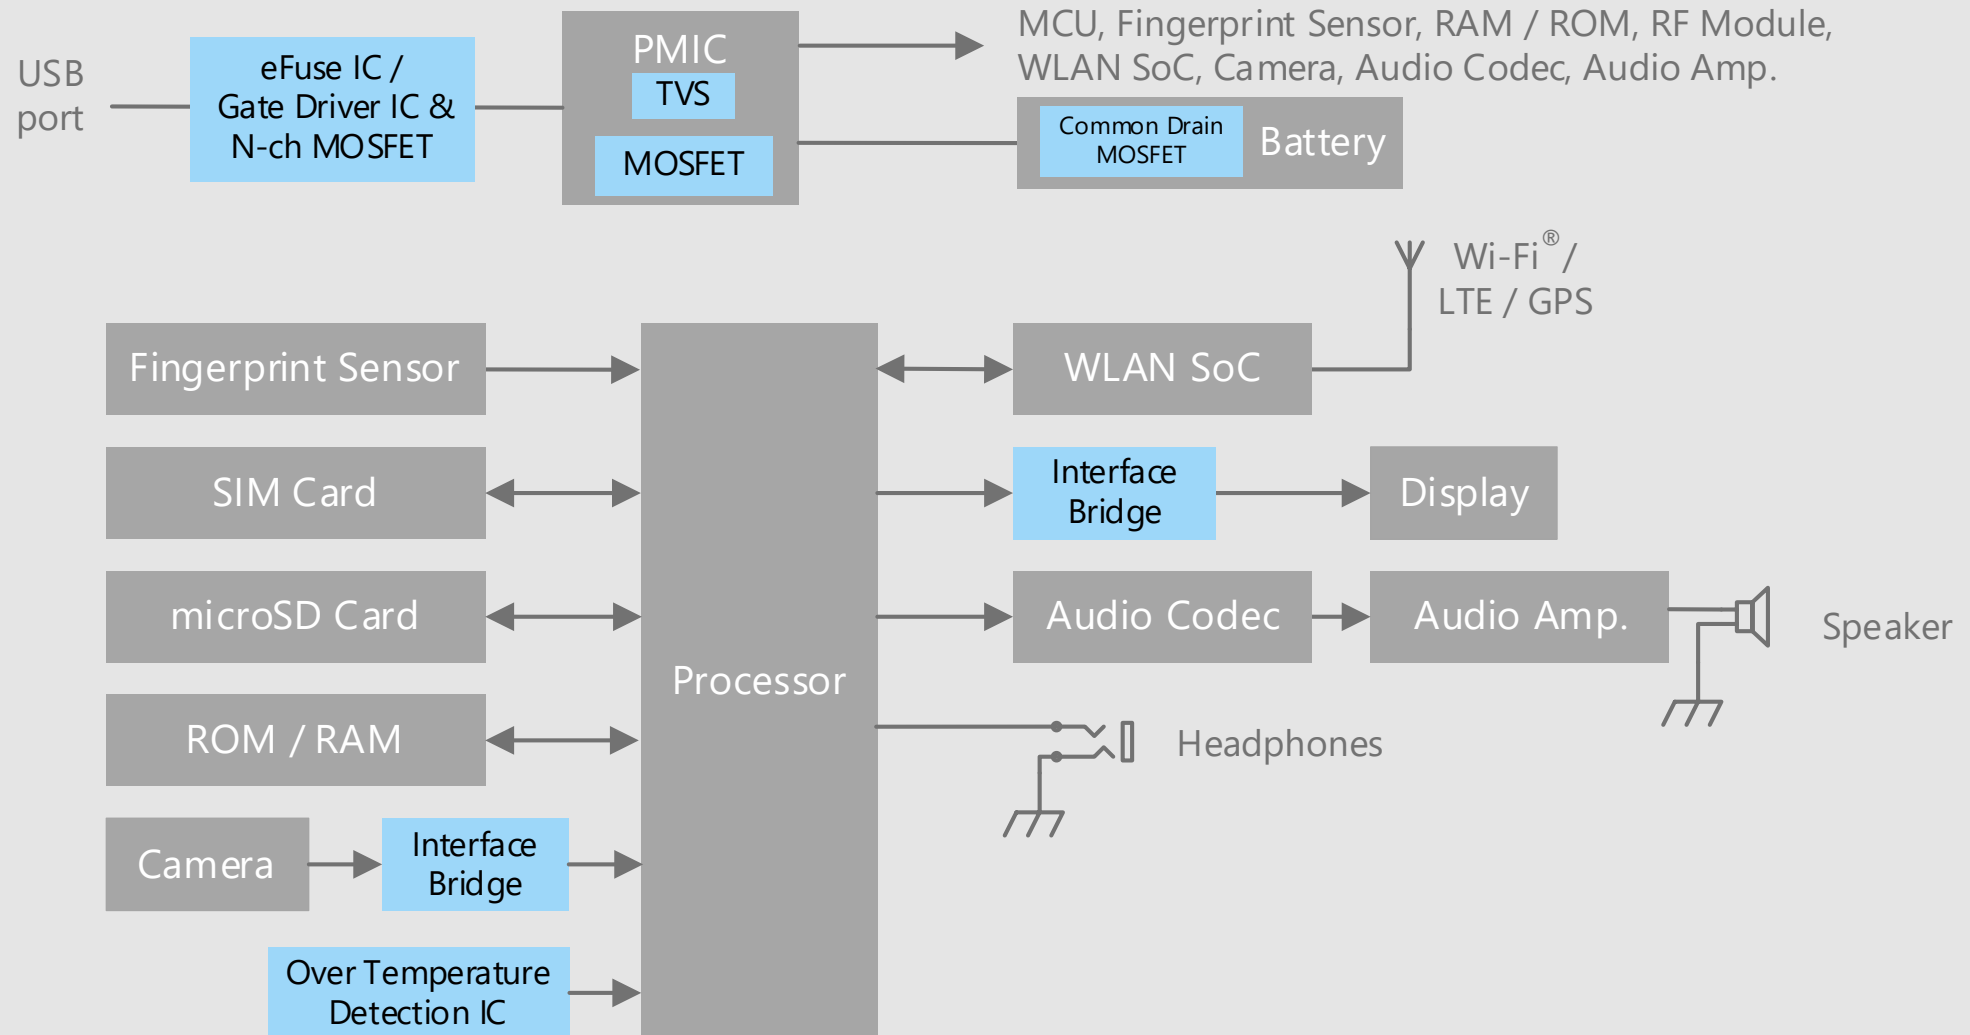 USB
port
eFuse IC /
Gate Driver IC &
N-ch MOSFET
PMIC
TVS
MOSFET
MCU, Fingerprint Sensor, RAM / ROM, RF Module,
WLAN SoC, Camera, Audio Codec, Audio Amp.
Common Drain
MOSFET
Battery
Wi-Fi® /
LTE / GPS
Fingerprint Sensor
SIM Card
microSD Card
ROM / RAM
Camera
Interface
Bridge
Over Temperature
Detection IC
Processor
WLAN SoC
Interface
Bridge
Display
Audio Codec
Audio Amp.
Speaker
Headphones